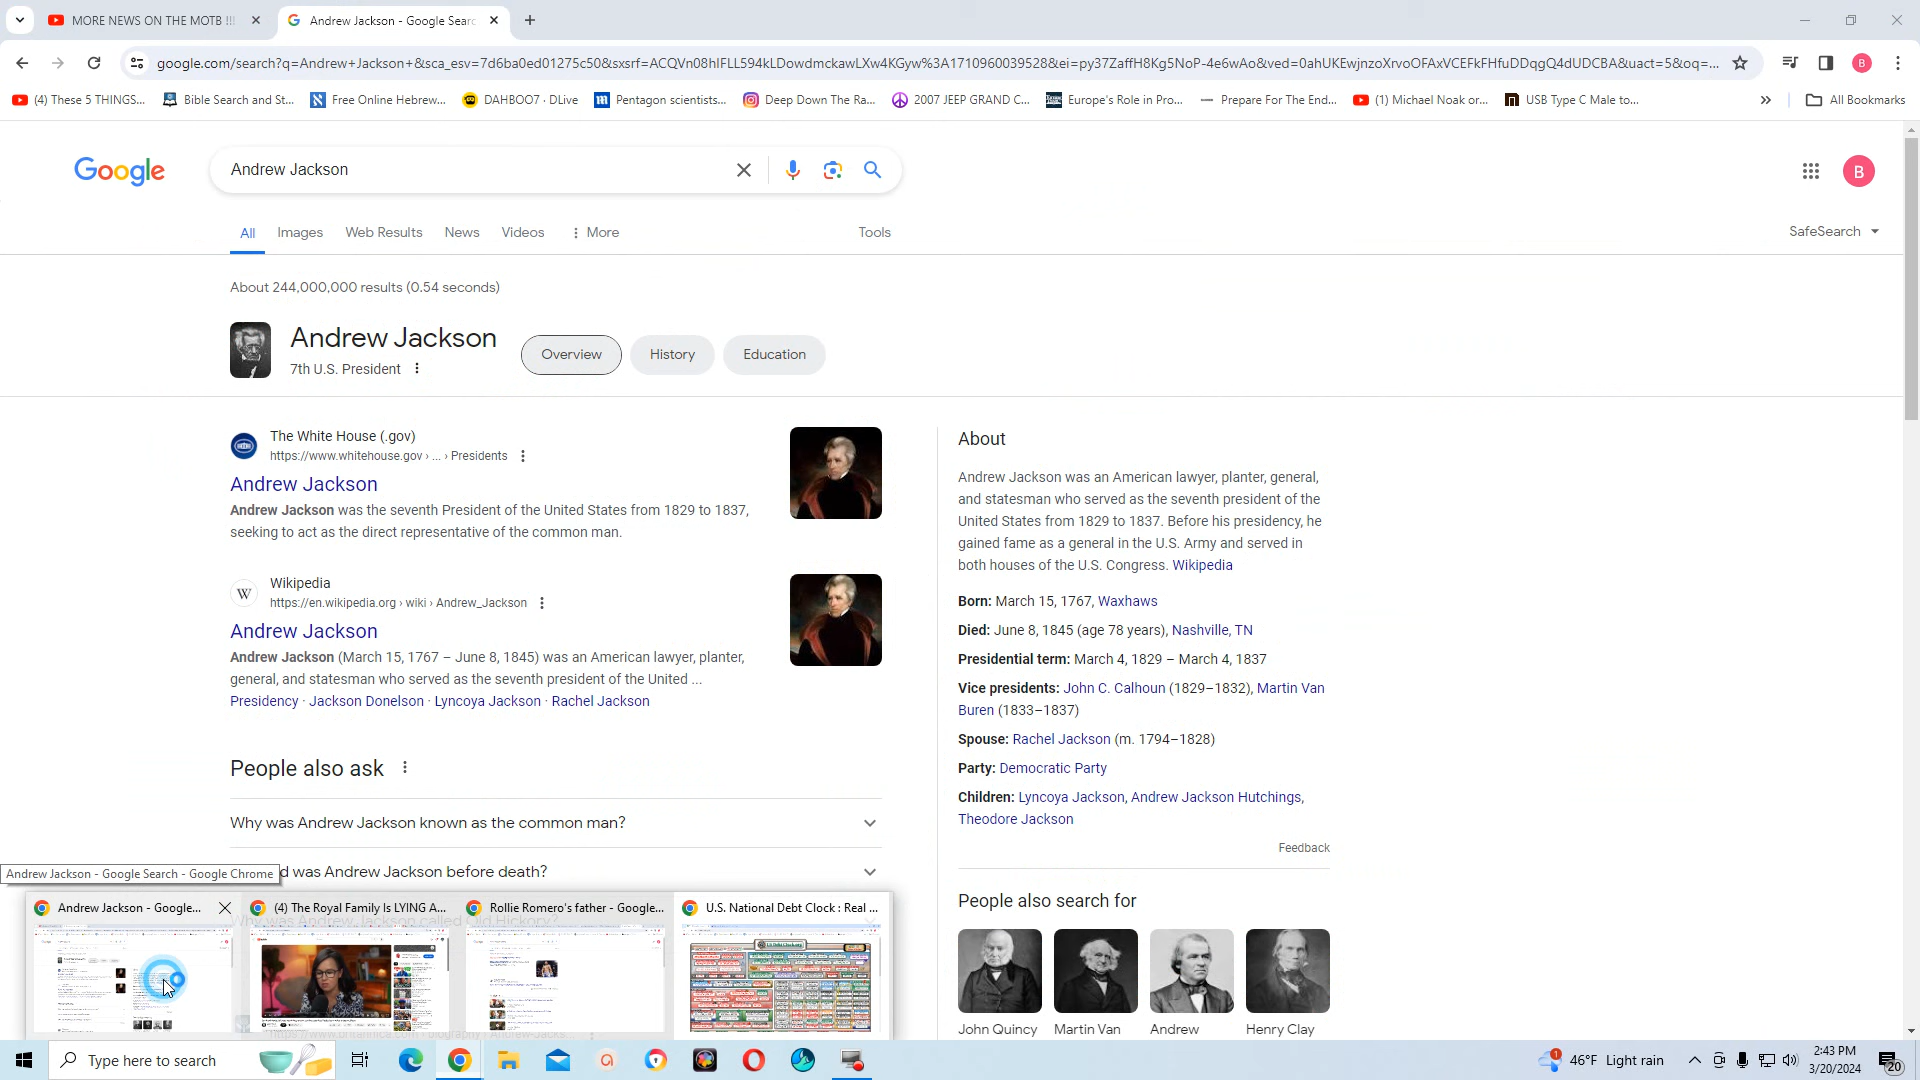 MORE NEWS ON THE MOTB !!!
Andrew Jackson - Google Searc
google.com/search?q=Andrew+Jackson+&sca_esv=7d6ba0ed01275c50&sxsrf=ACQVn08hIFLL594kLDowdmckawLXw4KGyw%3A1710960039528&ei=py37ZaffH8Kg5NoP-4e6wAo&ved=0ahUKEwjnzoXrvoOFAxVCEFkFHfuDDqgQ4dUDCBA&uact=5&oq=...
B
(4) These 5 THINGS...
Bible Search and St...
Free Online Hebrew...
DAHBOO7 · DLive
Pentagon scientists...
Deep Down The Ra...
2007 JEEP GRAND C...
Europe's Role in Pro...
Prepare For The End...
(1) Michael Noak or...
USB Type C Male to...
All Bookmarks
Google
Andrew Jackson
B
All
Images
Web Results
News
Videos
More
Tools
SafeSearch
About 244,000,000 results (0.54 seconds)
Andrew Jackson
7th U.S. President
Overview
History
Education
The White House (.gov)
https://www.whitehouse.gov › ... › Presidents
Andrew Jackson
Andrew Jackson was the seventh President of the United States from 1829 to 1837,
seeking to act as the direct representative of the common man.
W
Wikipedia
https://en.wikipedia.org › wiki › Andrew_Jackson
Andrew Jackson
Andrew Jackson (March 15, 1767 – June 8, 1845) was an American lawyer, planter,
general, and statesman who served as the seventh president of the United ...
Presidency · Jackson Donelson · Lyncoya Jackson · Rachel Jackson
People also ask
Why was Andrew Jackson known as the common man?
d was Andrew Jackson before death?
Why was Andrew Jackson called Old Hickory?
About
Andrew Jackson was an American lawyer, planter, general,
and statesman who served as the seventh president of the
United States from 1829 to 1837. Before his presidency, he
gained fame as a general in the U.S. Army and served in
both houses of the U.S. Congress. Wikipedia
Born: March 15, 1767, Waxhaws
Died: June 8, 1845 (age 78 years), Nashville, TN
Presidential term: March 4, 1829 – March 4, 1837
Vice presidents: John C. Calhoun (1829–1832), Martin Van
Buren (1833–1837)
Spouse: Rachel Jackson (m. 1794–1828)
Party: Democratic Party
Children: Lyncoya Jackson, Andrew Jackson Hutchings,
Theodore Jackson
Feedback
People also search for
John Quincy
Martin Van
Andrew
Henry Clay
Andrew Jackson - Google Search - Google Chrome
Andrew Jackson - Google...
(4) The Royal Family Is LYING A...
Rollie Romero's father - Google...
U.S. National Debt Clock : Real ...
Type here to search
1
46°F Light rain
2:43 PM
3/20/2024
20